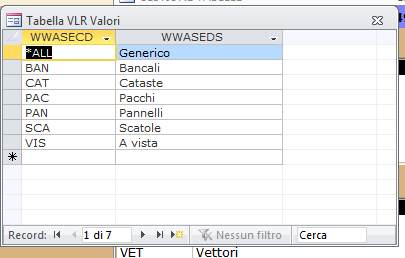 Tabella VLR Valori
WWASECD WWASEDS
*ALL Generico
BAN Bancali
CAT Cataste
PAC Pacchi
PAN Pannelli
SCA Scatole
VIS A vista
Record: 1 di 7 Nessun filtro Cerca
VET Vettori